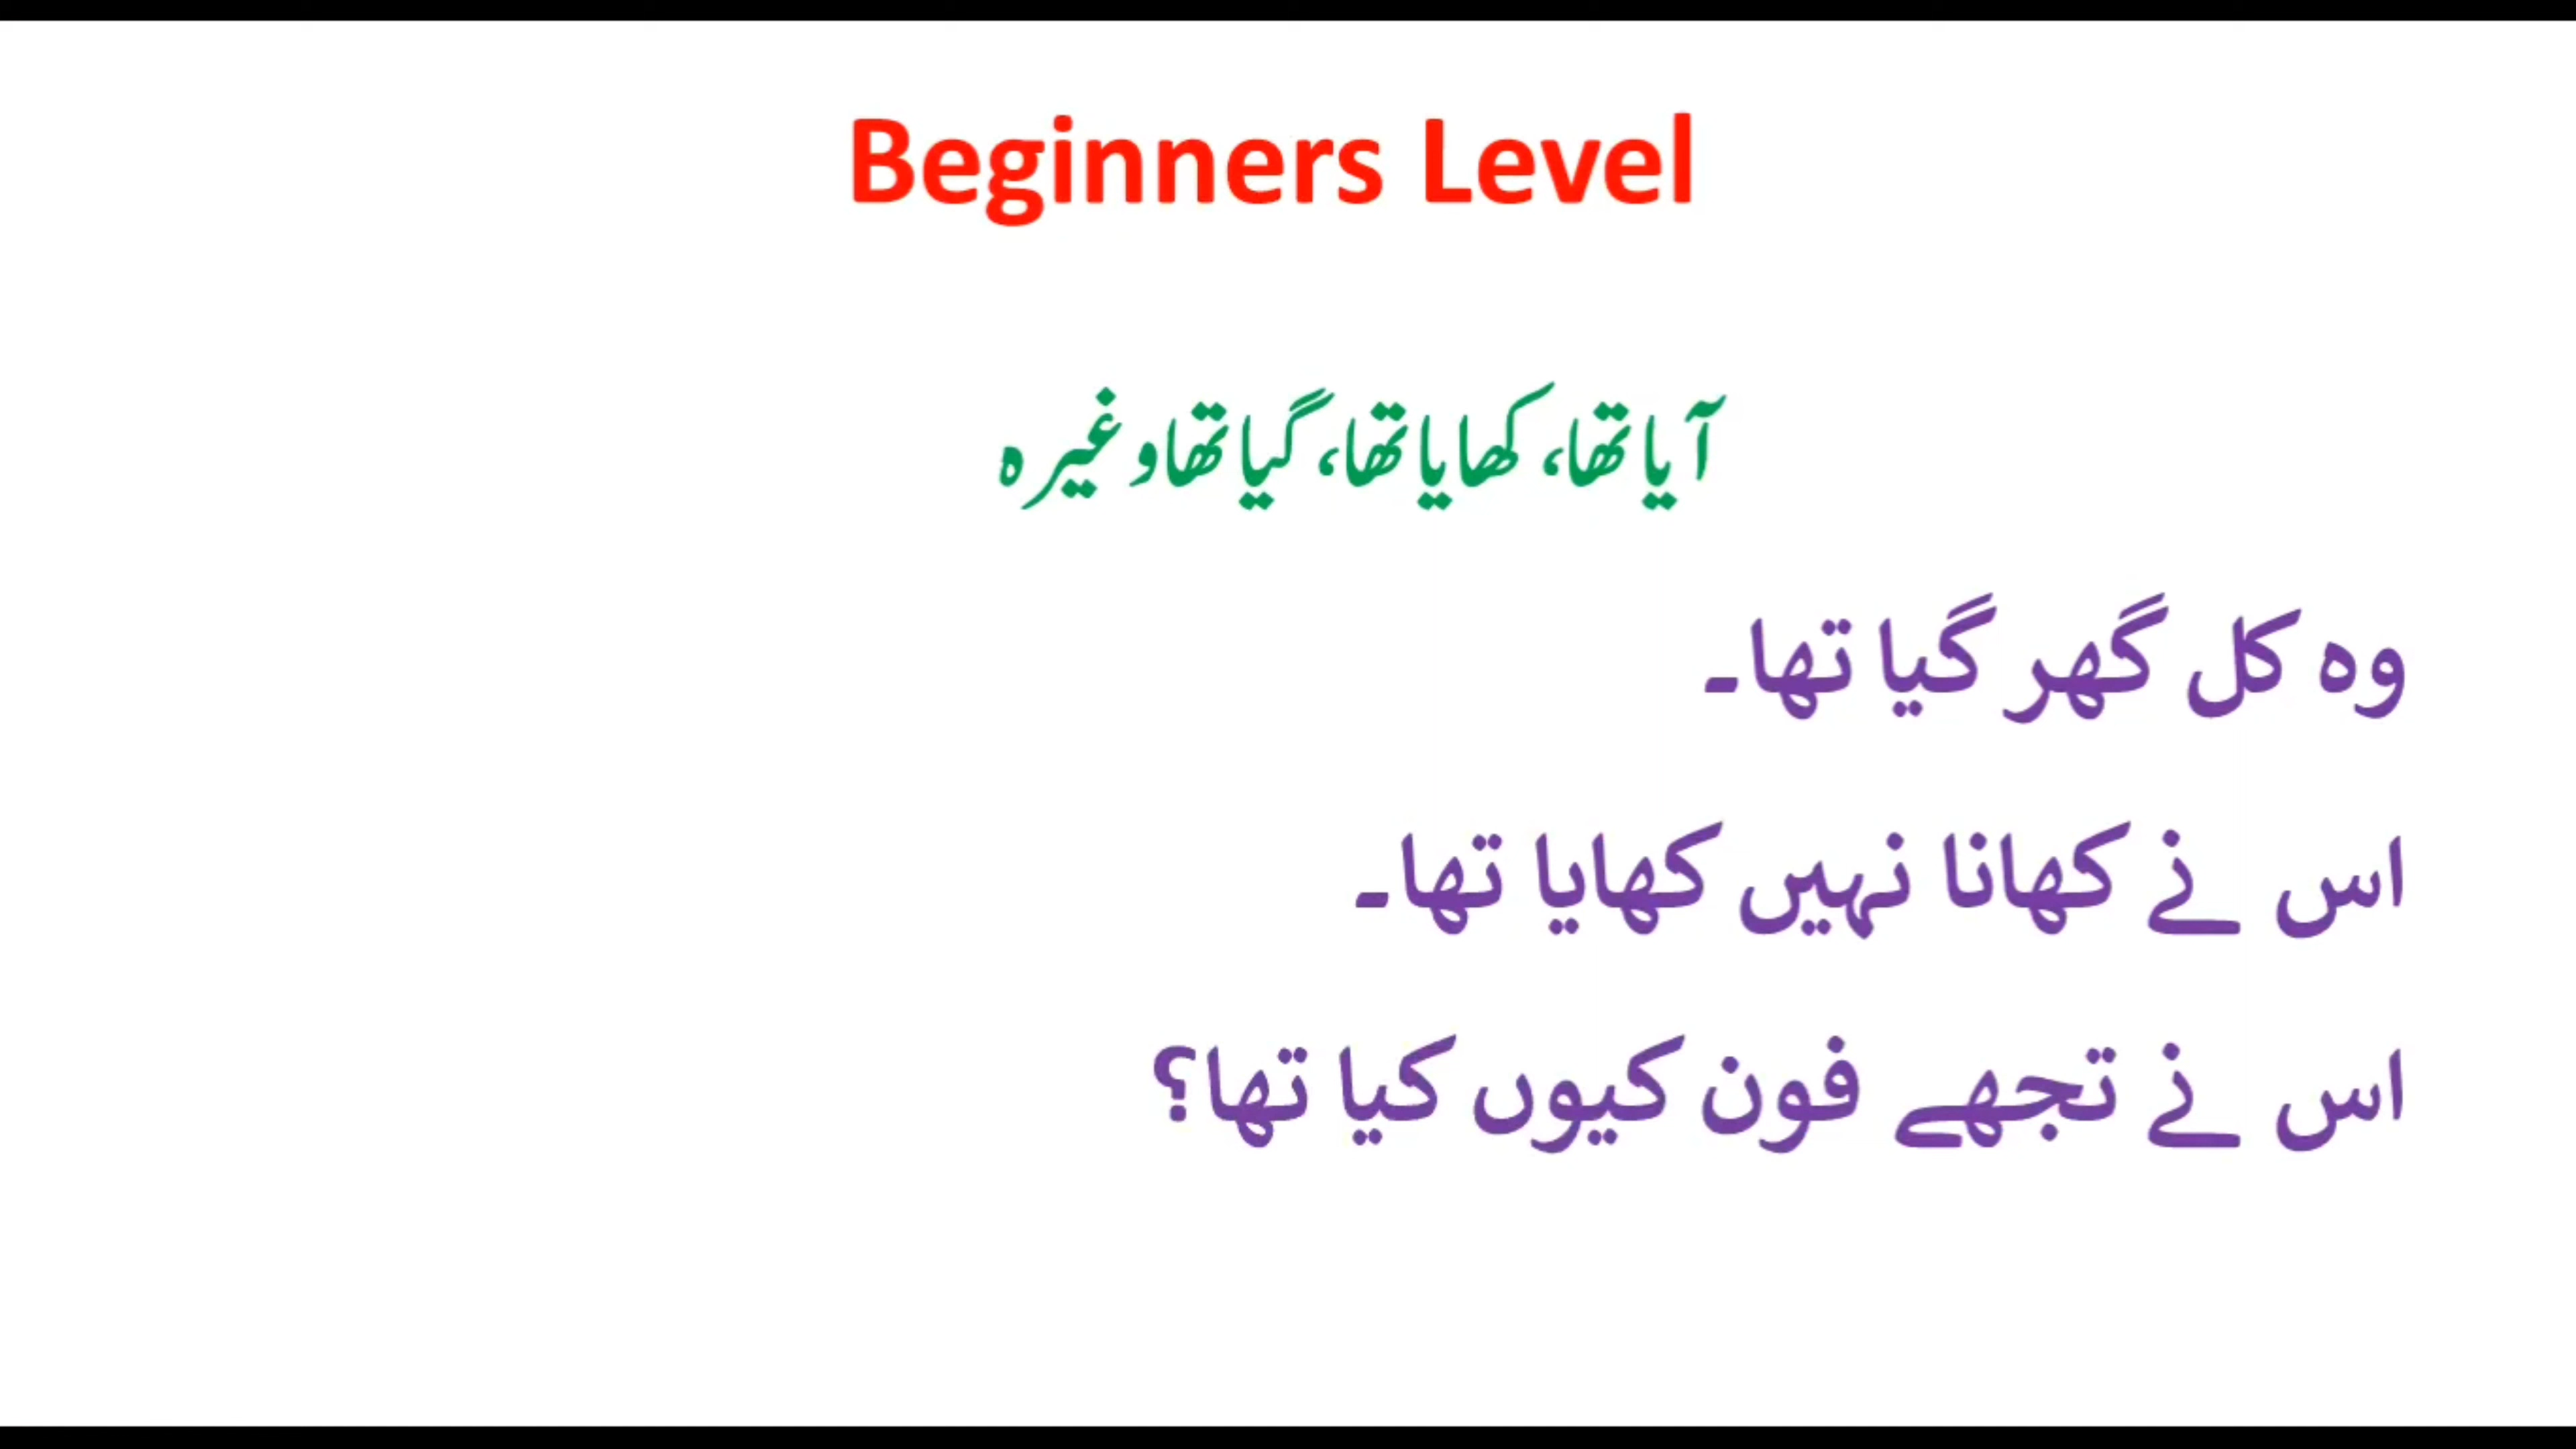 Beginners Level
آیا تھا، کھایا تھا، گیا تھا وغیرہ
وہ کل گھر گیا تھا۔
اس نے کھانا نہیں کھایا تھا۔
اس نے تجھے فون کیوں کیا تھا؟